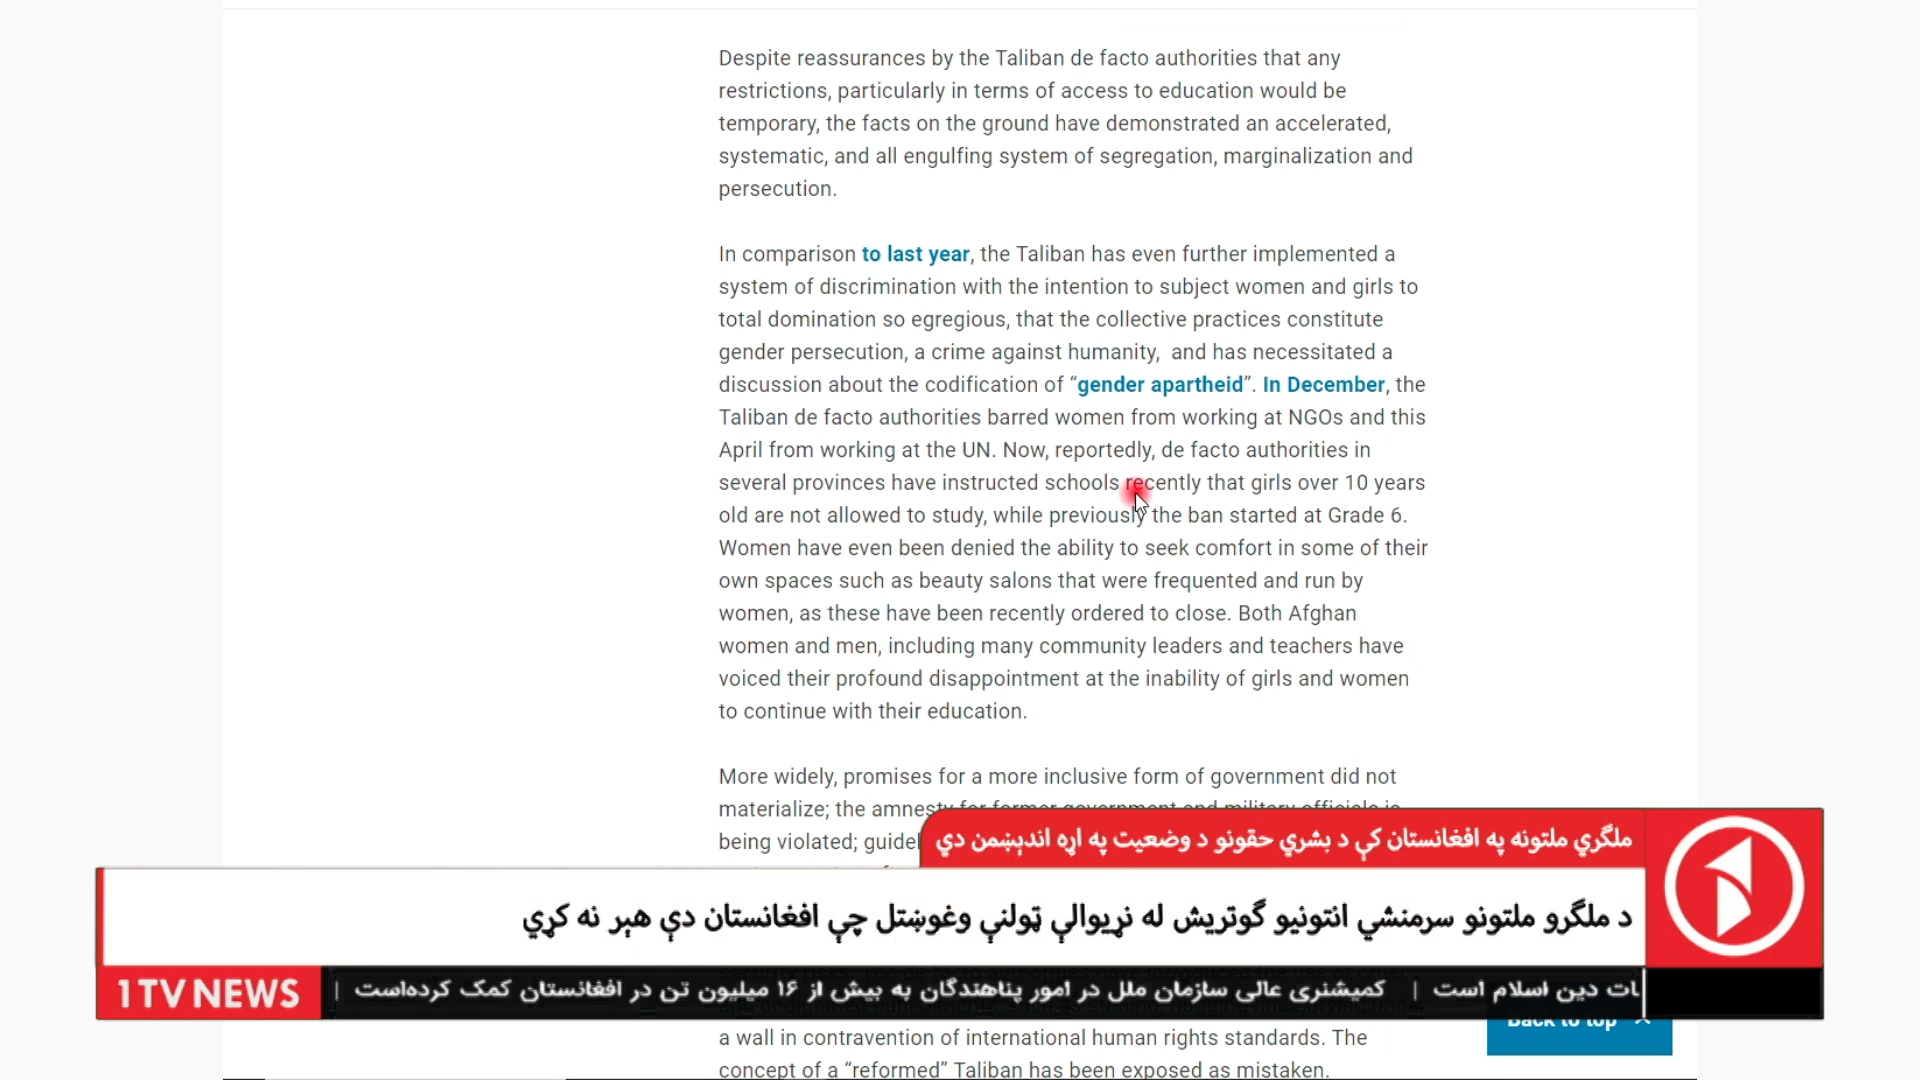 Despite reassurances by the Taliban de facto authorities that any
restrictions, particularly in terms of access to education would be
temporary, the facts on the ground have demonstrated an accelerated,
systematic, and all engulfing system of segregation, marginalization and
persecution.
In comparison to last year, the Taliban has even further implemented a
system of discrimination with the intention to subject women and girls to
total domination so egregious, that the collective practices constitute
gender persecution, a crime against humanity,  and has necessitated a
discussion about the codification of “gender apartheid”. In December, the
Taliban de facto authorities barred women from working at NGOs and this
April from working at the UN. Now, reportedly, de facto authorities in
several provinces have instructed schools recently that girls over 10 years
old are not allowed to study, while previously the ban started at Grade 6.
Women have even been denied the ability to seek comfort in some of their
own spaces such as beauty salons that were frequented and run by
women, as these have been recently ordered to close. Both Afghan
women and men, including many community leaders and teachers have
voiced their profound disappointment at the inability of girls and women
to continue with their education.
More widely, promises for a more inclusive form of government did not
materialize; the amnesty for former government and military officials is
being violated;
ملگري ملتونه په افغانستان کې د بشري حقونو د وضعیت په اړه اندېښمن دي
د ملگرو ملتونو سرمنشي انتونیو گوتریش له نړیوالې ټولنې وغوښتل چې افغانستان دې هېر نه کړي
1TV NEWS
ات دین اسلام است | کمیشنری عالی سازمان ملل در امور پناهندگان به بیش از ۱۶ میلیون تن در افغانستان کمک کرده‌است |
Back to top
a wall in contravention of international human rights standards. The
concept of a “reformed” Taliban has been exposed as mistaken.